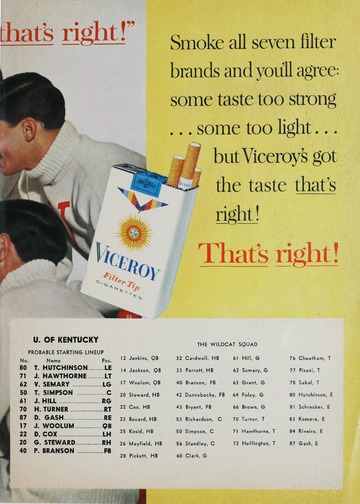 that's right!"
Smoke all seven filter
brands and you'll agree:
some taste too strong
...some too light...
but Viceroy's got
the taste that's
right!
That's right!
VICEROY
Filter Tip
CIGARETTES
U. OF KENTUCKY
PROBABLE STARTING LINEUP
No. Name Pos.
80 T. HUTCHINSON LE
71 J. HAWTHORNE LT
62 V. SEMARY LG
50 T. SIMPSON C
61 J. HILL RG
70 H. TURNER RT
87 D. GASH RE
17 J. WOOLUM QB
22 D. COX LH
20 G. STEWARD RH
40 P. BRANSON FB
THE WILDCAT SQUAD
12 Jenkins, QB
14 Jackson, QB
17 Woolum, QB
20 Steward, HB
22 Cox, HB
23 Bocard, HB
25 Kosid, HB
26 Mayfield, HB
28 Pickett, HB
32 Cardwell, HB
33 Parrott, HB
40 Branson, FB
42 Dunnebacke, FB
43 Bryant, FB
50 Richardson, C
50 Simpson, C
56 Standley, C
60 Clark, G
61 Hill, G
62 Semary, G
63 Grant, G
64 Foley, G
66 Brown, G
70 Turner, T
71 Hawthorne, T
72 Heffington, T
76 Cheatham, T
77 Pisani, T
78 Sakal, T
80 Hutchinson, E
81 Schrecker, E
83 Komara, E
84 Riveiro, E
87 Gash, E